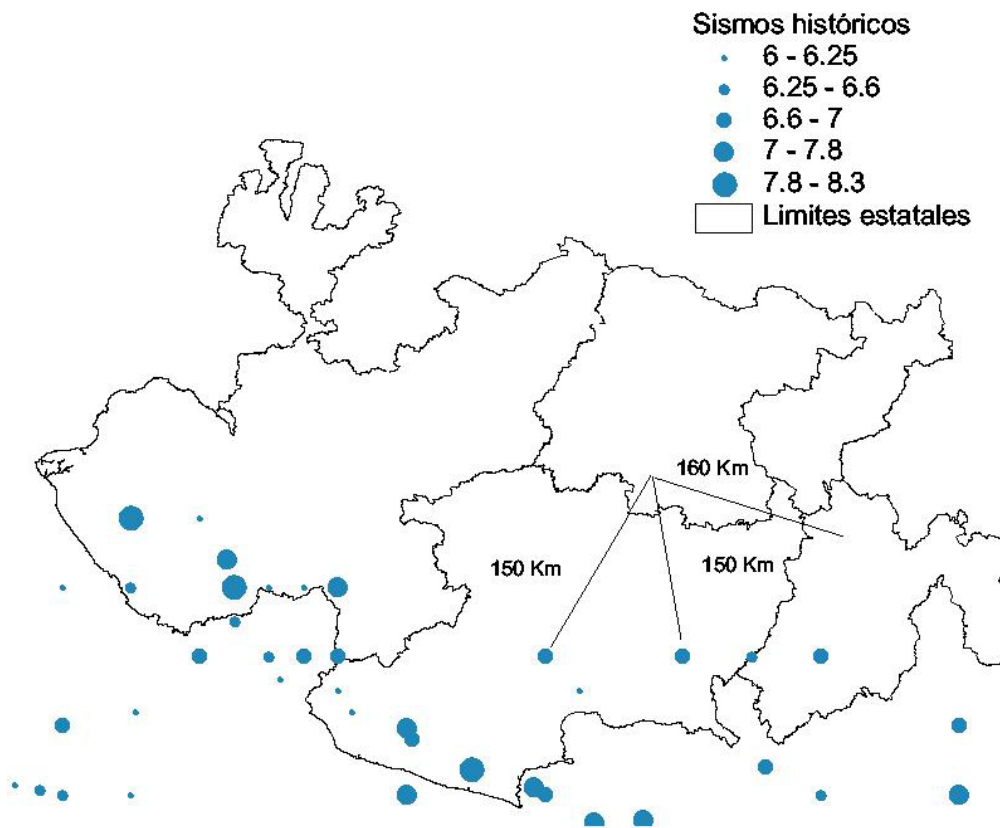 Sismos históricos
6 - 6.25
6.25 - 6.6
6.6 - 7
7 - 7.8
7.8 - 8.3
Limites estatales
160 Km
150 Km
150 Km